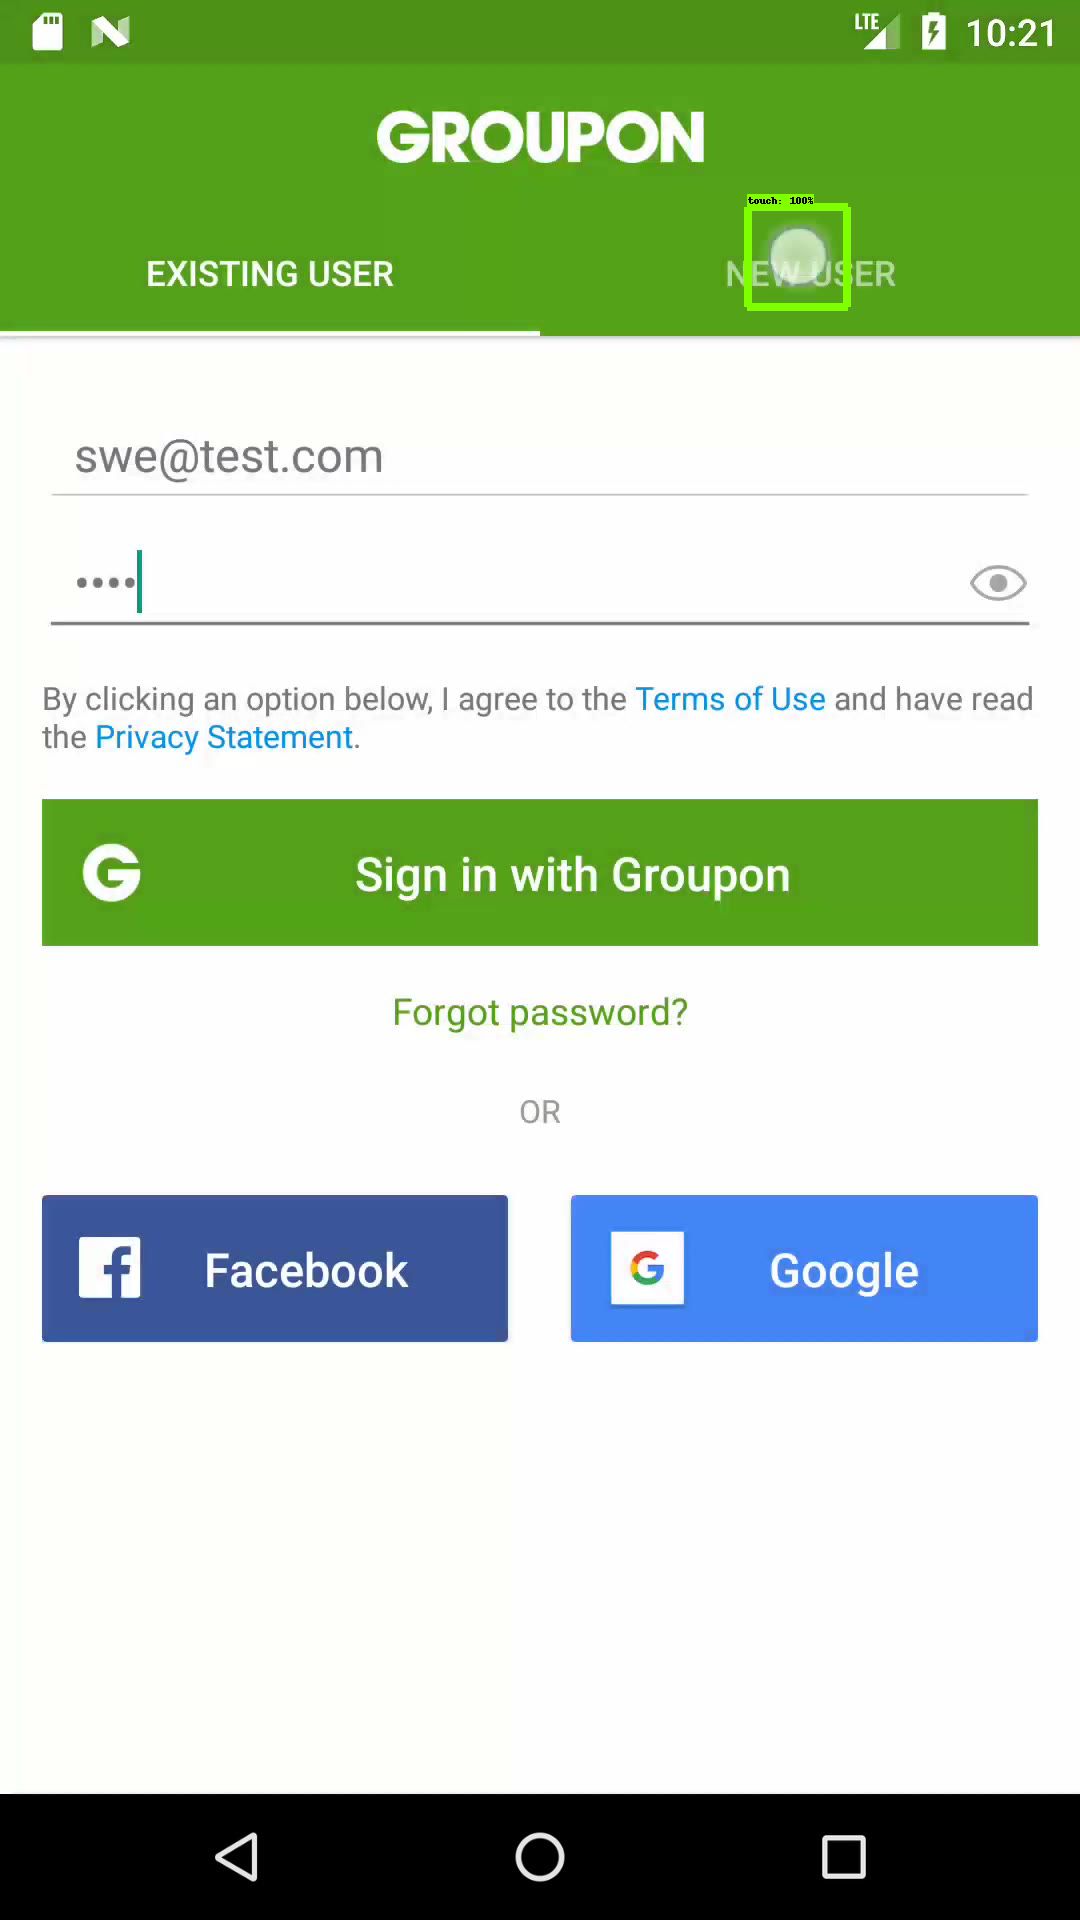 LTE 10:21
GROUPON
touch: 100%
EXISTING USER
NEW USER
swe@test.com
••••
By clicking an option below, I agree to the Terms of Use and have read
the Privacy Statement.
G Sign in with Groupon
Forgot password?
OR
f Facebook
G Google